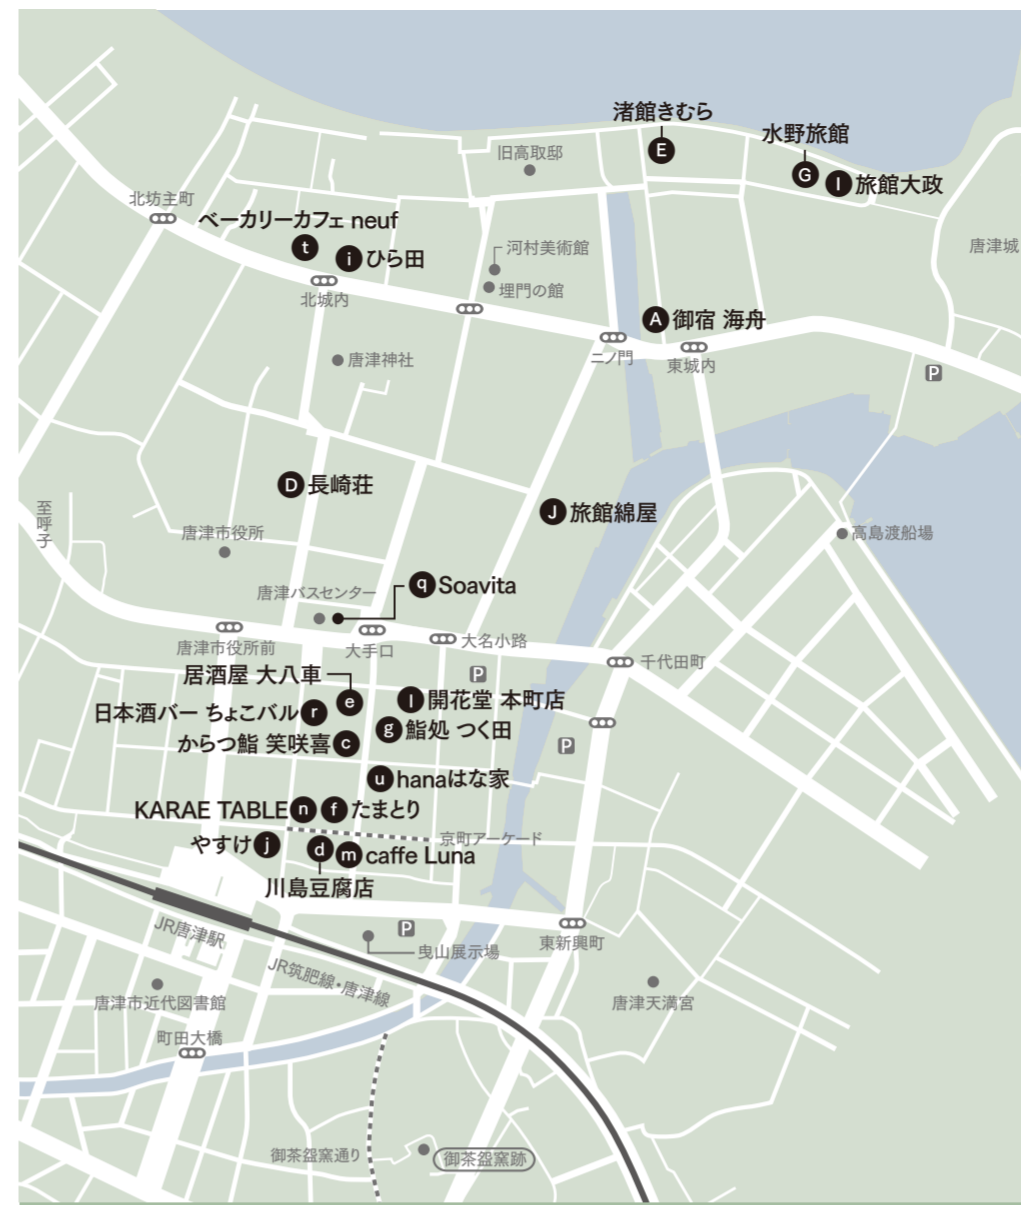 渚館きむら
E
水野旅館
G
I 旅館大政
旧高取邸
北坊主町
ベーカリーカフェ neuf
t
i ひら田
北城内
河村美術館
埋門の館
唐津城
A 御宿 海舟
二ノ門
東城内
唐津神社
P
D 長崎荘
J 旅館綿屋
至呼子
唐津市役所
高島渡船場
唐津バスセンター
q Soavita
唐津市役所前
大手口
大名小路
千代田町
居酒屋 大八車
e
P
l 開花堂 本町店
日本酒バー ちょこバル r
g 鮨処 つく田
からつ鮨 笑咲喜 c
P
u hanaはな家
KARAE TABLE n
f たまとり
京町アーケード
やすけ j
d
m caffe Luna
川島豆腐店
JR唐津駅
P
曳山展示場
東新興町
JR筑肥線・唐津線
唐津市近代図書館
唐津天満宮
町田大橋
御茶盌窯通り
御茶盌窯跡